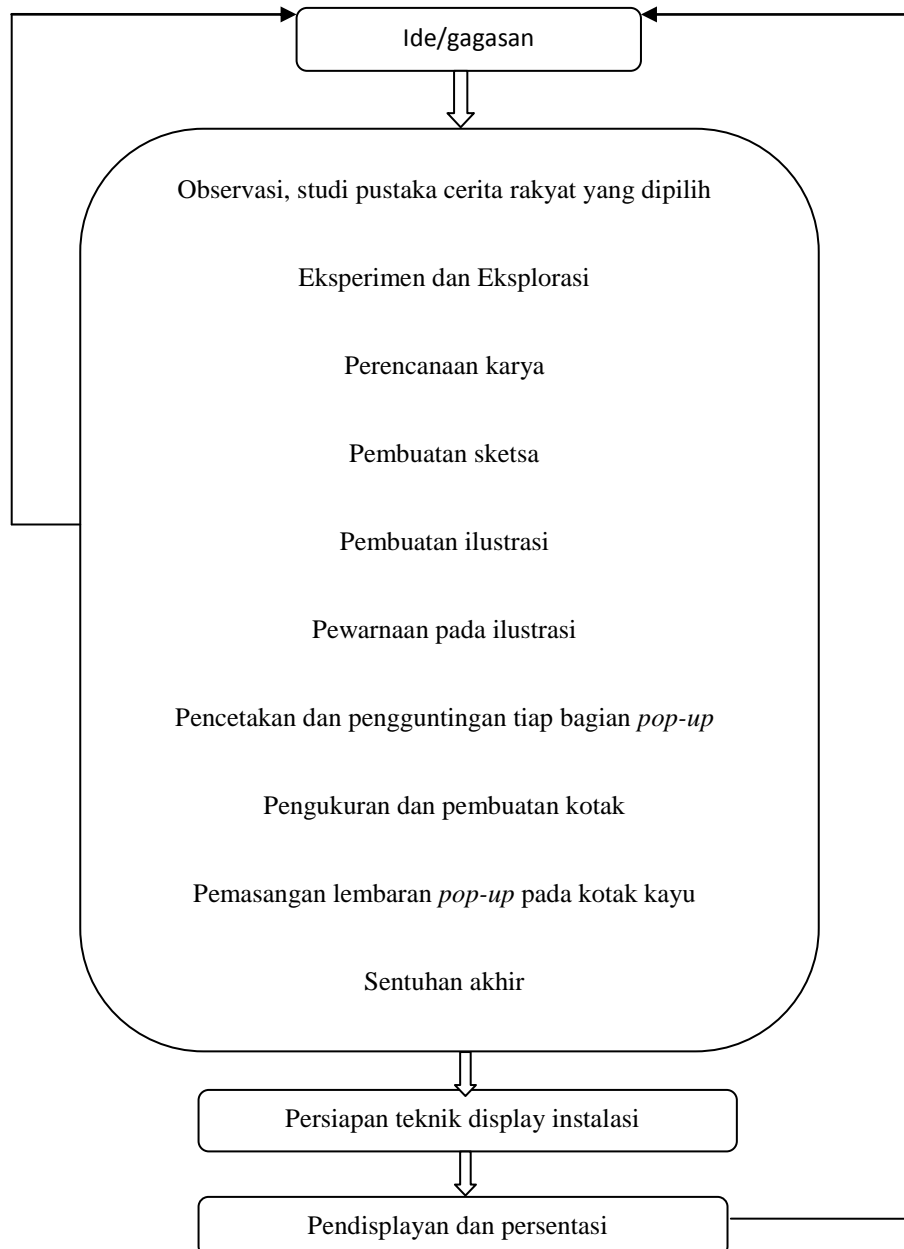 Ide/gagasan
Observasi, studi pustaka cerita rakyat yang dipilih
Eksperimen dan Eksplorasi
Perencanaan karya
Pembuatan sketsa
Pembuatan ilustrasi
Pewarnaan pada ilustrasi
Pencetakan dan pengguntingan tiap bagian pop-up
Pengukuran dan pembuatan kotak
Pemasangan lembaran pop-up pada kotak kayu
Sentuhan akhir
Persiapan teknik display instalasi
Pendisplayan dan persentasi